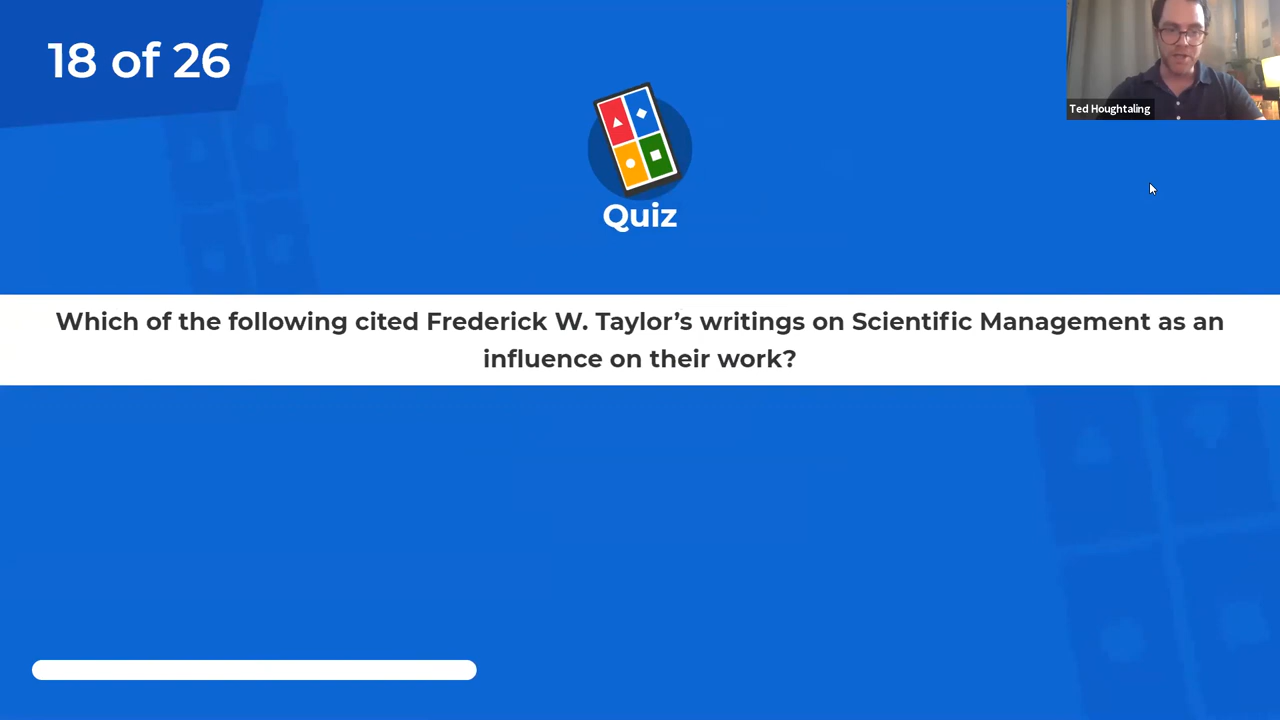 18 of 26
Ted Houghtaling
Quiz
Which of the following cited Frederick W. Taylor’s writings on Scientific Management as an
influence on their work?